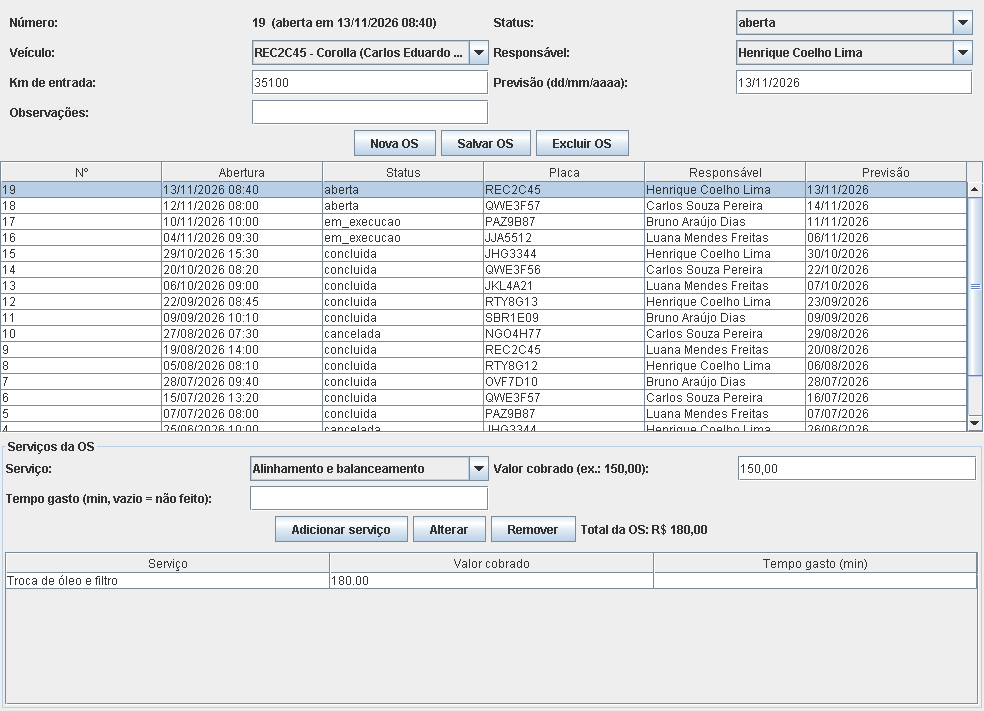 Número: 19 (aberta em 13/11/2026 08:40) Status: aberta
Veículo: REC2C45 - Corolla (Carlos Eduardo ... Responsável: Henrique Coelho Lima
Km de entrada: 35100 Previsão (dd/mm/aaaa): 13/11/2026
Observações:
Nova OS Salvar OS Excluir OS
Nº Abertura Status Placa Responsável Previsão
19 13/11/2026 08:40 aberta REC2C45 Henrique Coelho Lima 13/11/2026
18 12/11/2026 08:00 aberta QWE3F57 Carlos Souza Pereira 14/11/2026
17 10/11/2026 10:00 em_execucao PAZ9B87 Bruno Araújo Dias 11/11/2026
16 04/11/2026 09:30 em_execucao JJA5512 Luana Mendes Freitas 06/11/2026
15 29/10/2026 15:30 concluida JHG3344 Henrique Coelho Lima 30/10/2026
14 20/10/2026 08:20 concluida QWE3F56 Carlos Souza Pereira 22/10/2026
13 06/10/2026 09:00 concluida JKL4A21 Luana Mendes Freitas 07/10/2026
12 22/09/2026 08:45 concluida RTY8G13 Henrique Coelho Lima 23/09/2026
11 09/09/2026 10:10 concluida SBR1E09 Bruno Araújo Dias 09/09/2026
10 27/08/2026 07:30 cancelada NGO4H77 Carlos Souza Pereira 29/08/2026
9 19/08/2026 14:00 concluida REC2C45 Luana Mendes Freitas 20/08/2026
8 05/08/2026 08:10 concluida RTY8G12 Henrique Coelho Lima 06/08/2026
7 28/07/2026 09:40 concluida OVF7D10 Bruno Araújo Dias 28/07/2026
6 15/07/2026 13:20 concluida QWE3F57 Carlos Souza Pereira 16/07/2026
5 07/07/2026 08:00 concluida PAZ9B87 Luana Mendes Freitas 07/07/2026
4 25/06/2026 10:00 cancelada JHG3344 Henrique Coelho Lima 26/06/2026
Serviços da OS
Serviço: Alinhamento e balanceamento Valor cobrado (ex.: 150,00): 150,00
Tempo gasto (min, vazio = não feito):
Adicionar serviço Alterar Remover Total da OS: R$ 180,00
Serviço Valor cobrado Tempo gasto (min)
Troca de óleo e filtro 180.00